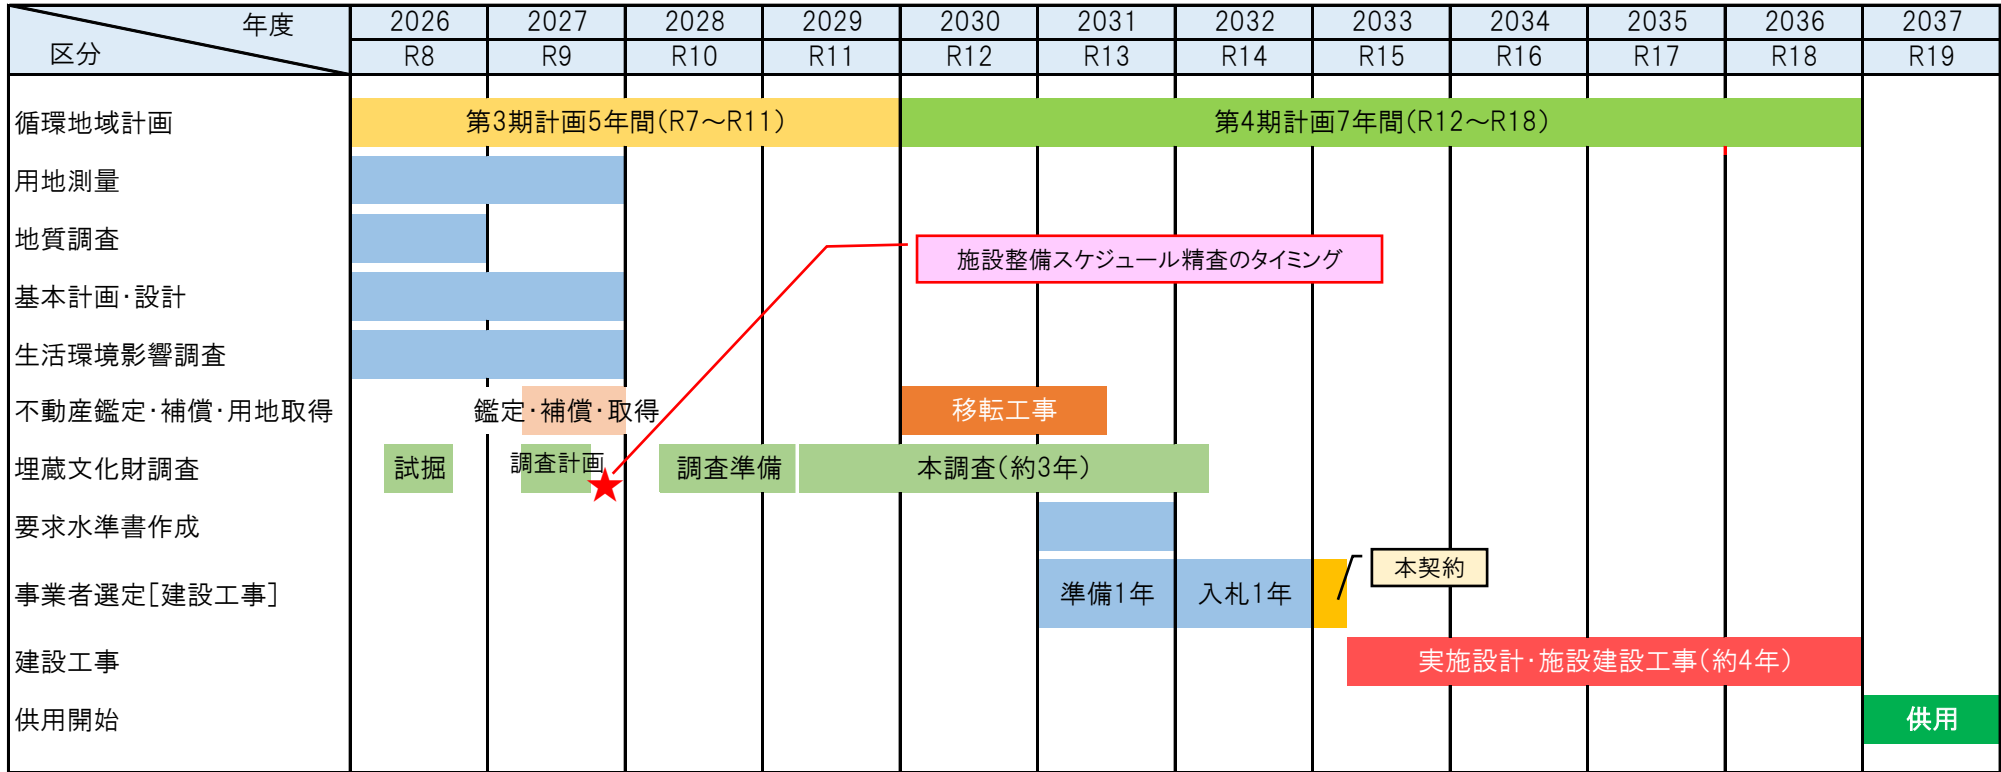 年度 2026 2027 2028 2029 2030 2031 2032 2033 2034 2035 2036 2037
区分 R8 R9 R10 R11 R12 R13 R14 R15 R16 R17 R18 R19
循環地域計画 第3期計画5年間(R7～R11) 第4期計画7年間(R12～R18)
用地測量
地質調査
施設整備スケジュール精査のタイミング
基本計画・設計
生活環境影響調査
不動産鑑定・補償・用地取得 鑑定・補償・取得 移転工事
埋蔵文化財調査 試掘 調査計画 調査準備 本調査(約3年)
要求水準書作成
本契約
事業者選定[建設工事] 準備1年 入札1年
建設工事 実施設計・施設建設工事(約4年)
供用開始 供用